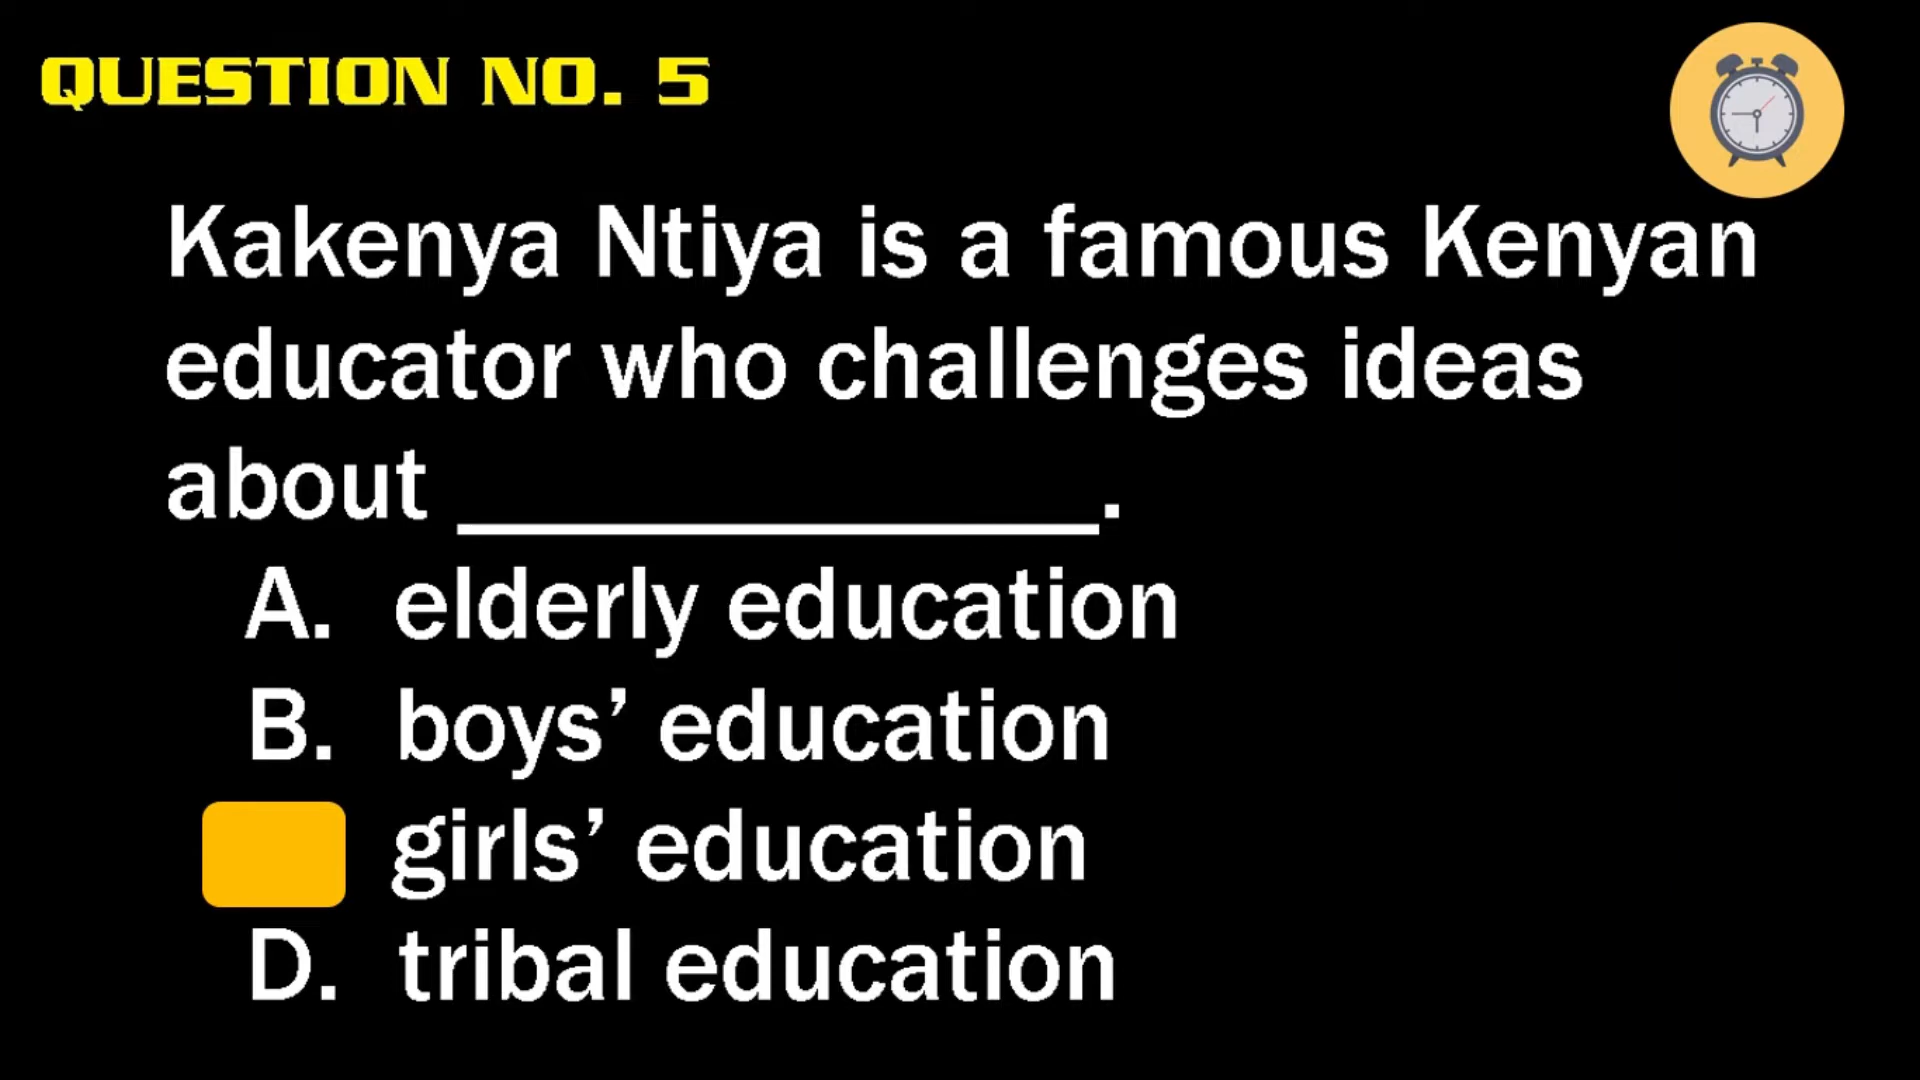 QUESTION NO. 5
Kakenya Ntiya is a famous Kenyan
educator who challenges ideas
about ____________.
A. elderly education
B. boys’ education
girls’ education
D. tribal education